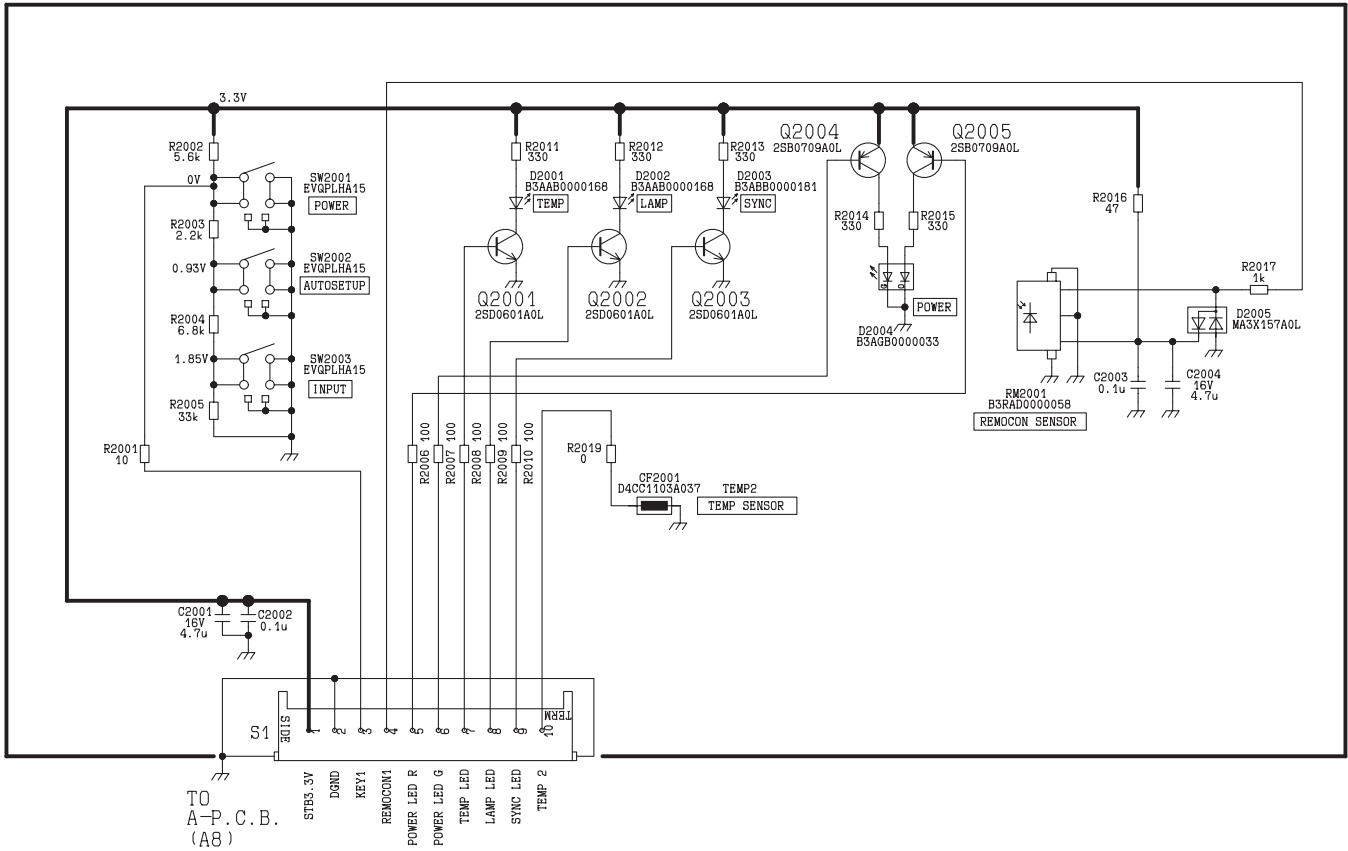 3.3V
R2002
5.6k
0V
SW2001
EVQPLHA15
POWER
R2003
2.2k
SW2002
EVQPLHA15
0.93V
AUTOSETUP
R2004
6.8k
1.85V
SW2003
EVQPLHA15
INPUT
R2005
33k
R2001
10
R2011
330
D2001
B3AAB0000168
TEMP
Q2001
2SD0601A0L
R2012
330
D2002
B3AAB0000168
LAMP
Q2002
2SD0601A0L
R2013
330
D2003
B3ABB0000181
SYNC
Q2003
2SD0601A0L
Q2004
2SB0709A0L
Q2005
2SB0709A0L
R2014
330
R2015
330
G
O
POWER
D2004
B3AGB0000033
R2016
47
R2017
1k
D2005
MA3X157A0L
C2003
0.1u
C2004
16V
4.7u
RM2001
B3RAD0000058
REMOCON SENSOR
R2006 100
R2007 100
R2008 100
R2009 100
R2010 100
R2019
0
CF2001
D4CC1103A037
TEMP2
TEMP SENSOR
C2001
16V
4.7u
C2002
0.1u
S1
SIDE
TERM
1
2
3
4
5
6
7
8
9
10
STB3.3V
DGND
KEY1
REMOCON1
POWER LED R
POWER LED G
TEMP LED
LAMP LED
SYNC LED
TEMP 2
TO
A-P.C.B.
(A8)